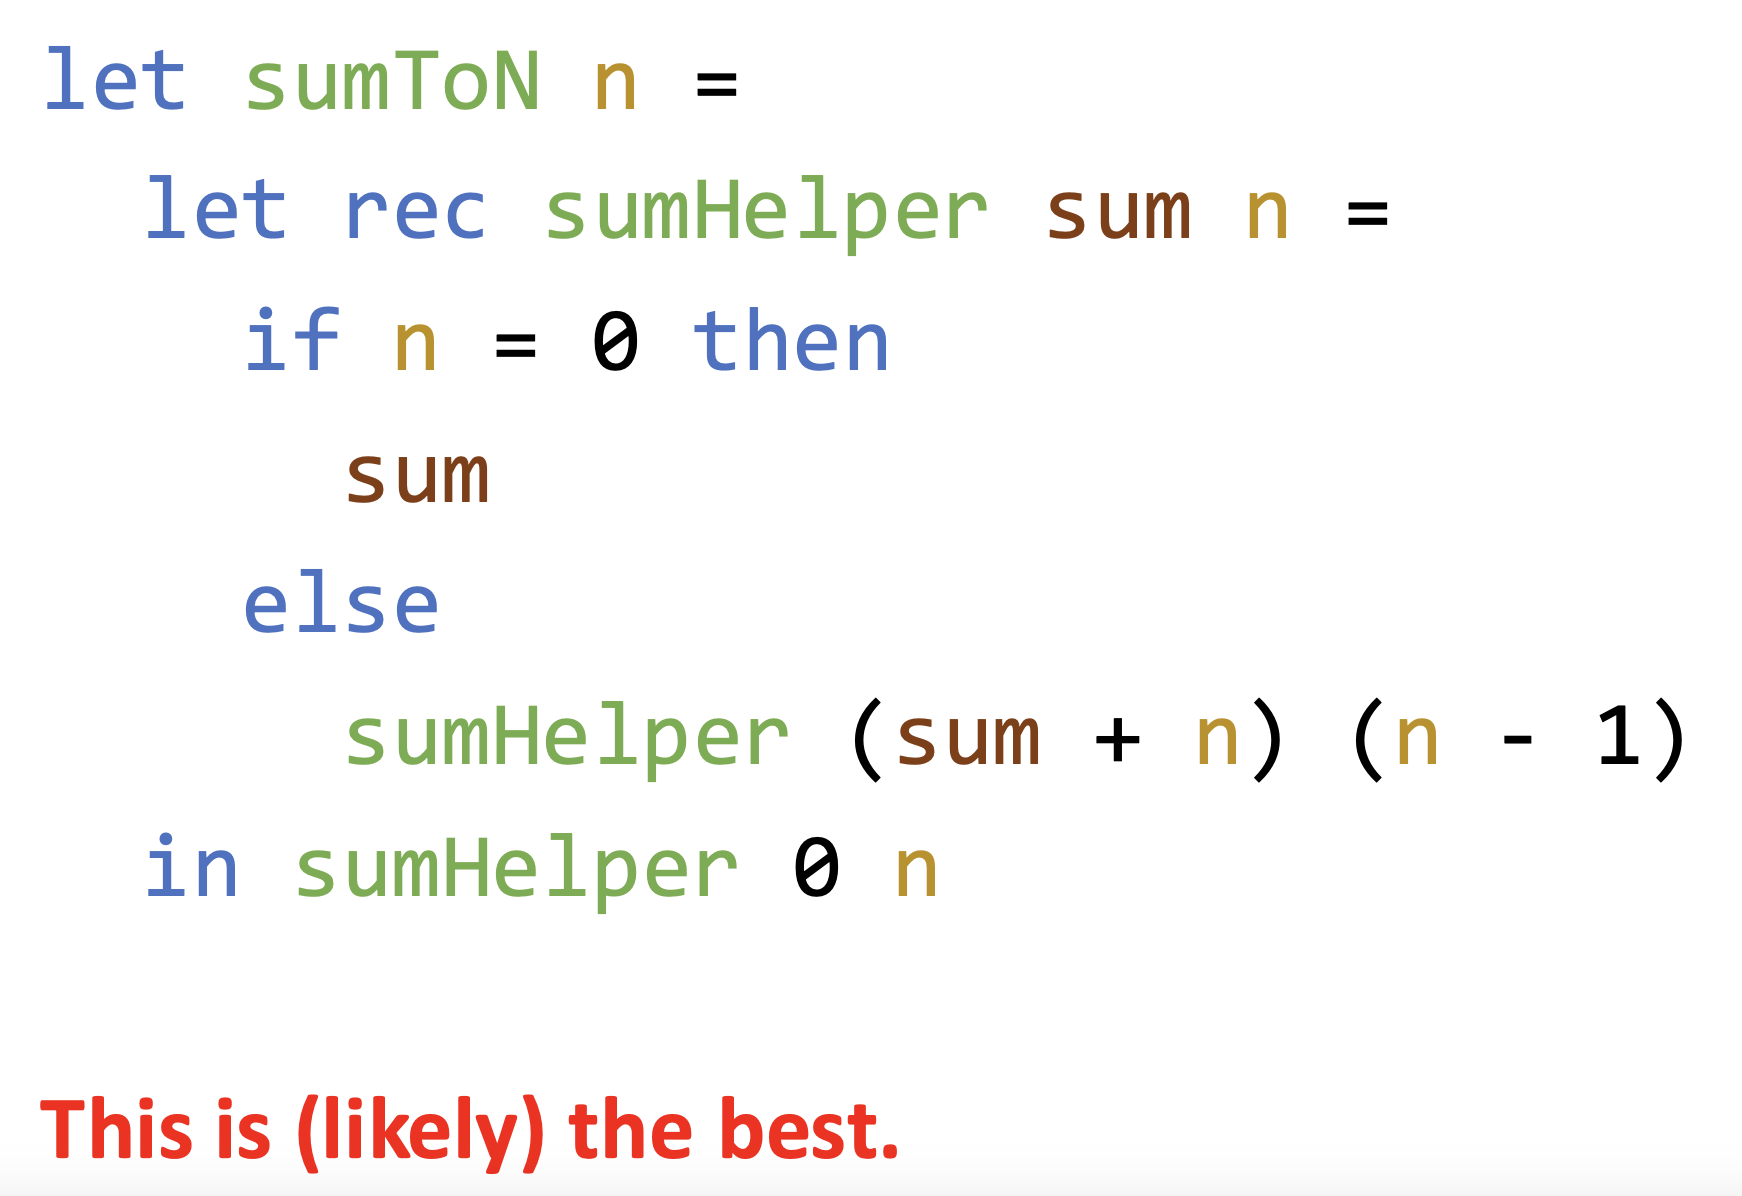 let sumToN n =
  let rec sumHelper sum n =
    if n = 0 then
      sum
    else
      sumHelper (sum + n) (n - 1)
  in sumHelper 0 n
This is (likely) the best.